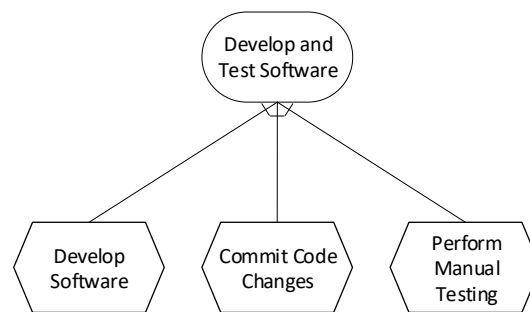 Develop and
Test Software
Develop
Software
Commit Code
Changes
Perform
Manual
Testing